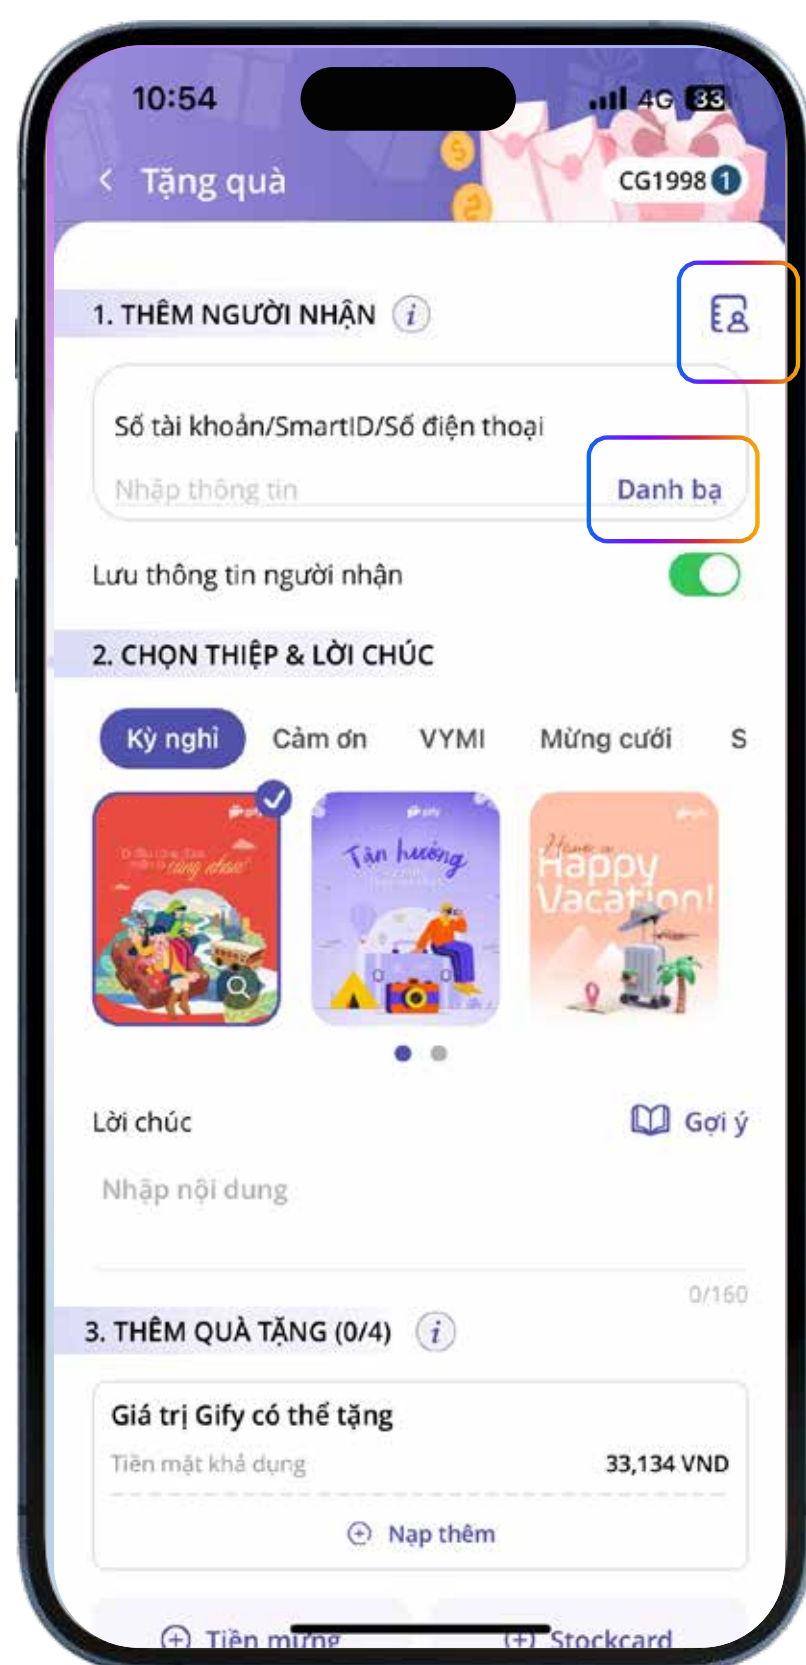 10:54
4G 33
Tặng quà
CG1998 1
1. THÊM NGƯỜI NHẬN i
Số tài khoản/SmartID/Số điện thoại
Nhập thông tin Danh bạ
Lưu thông tin người nhận
2. CHỌN THIỆP & LỜI CHÚC
Kỳ nghỉ Cảm ơn VYMI Mừng cưới S
Tận hưởng
Have a
Happy
Vacation!
Lời chúc Gợi ý
Nhập nội dung
0/160
3. THÊM QUÀ TẶNG (0/4) i
Giá trị Gify có thể tặng
Tiền mặt khả dụng 33,134 VND
Nạp thêm
Tiền mừng Stockcard